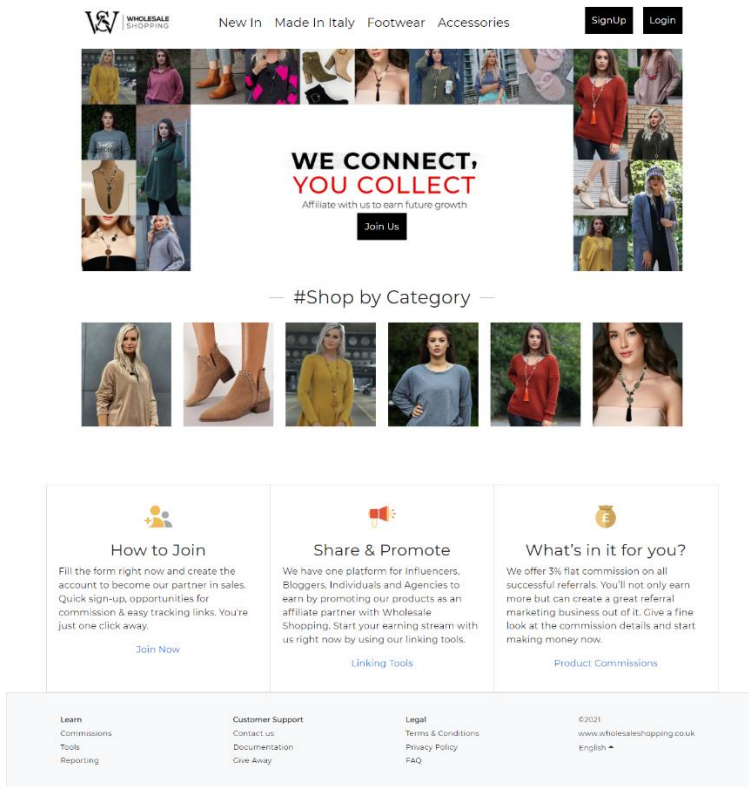 WS WHOLESALE
SHOPPING
New In Made In Italy Footwear Accessories
SignUp Login
WE CONNECT,
YOU COLLECT
Affiliate with us to earn future growth
Join Us
#Shop by Category
How to Join
Fill the form right now and create the
account to become our partner in sales.
Quick sign-up, opportunities for
commission & easy tracking links. You're
just one click away.
Join Now
Share & Promote
We have one platform for Influencers,
Bloggers, Individuals and Agencies to
earn by promoting our products as an
affiliate partner with Wholesale
Shopping. Start your earning stream with
us right now by using our linking tools.
Linking Tools
£
What's in it for you?
We offer 3% flat commission on all
successful referrals. You'll not only earn
more but can create a great referral
marketing business out of it. Give a fine
look at the commission details and start
making money now.
Product Commissions
Learn
Commissions
Tools
Reporting
Customer Support
Contact us
Documentation
Give Away
Legal
Terms & Conditions
Privacy Policy
FAQ
©2021
www.wholesaleshopping.co.uk
English